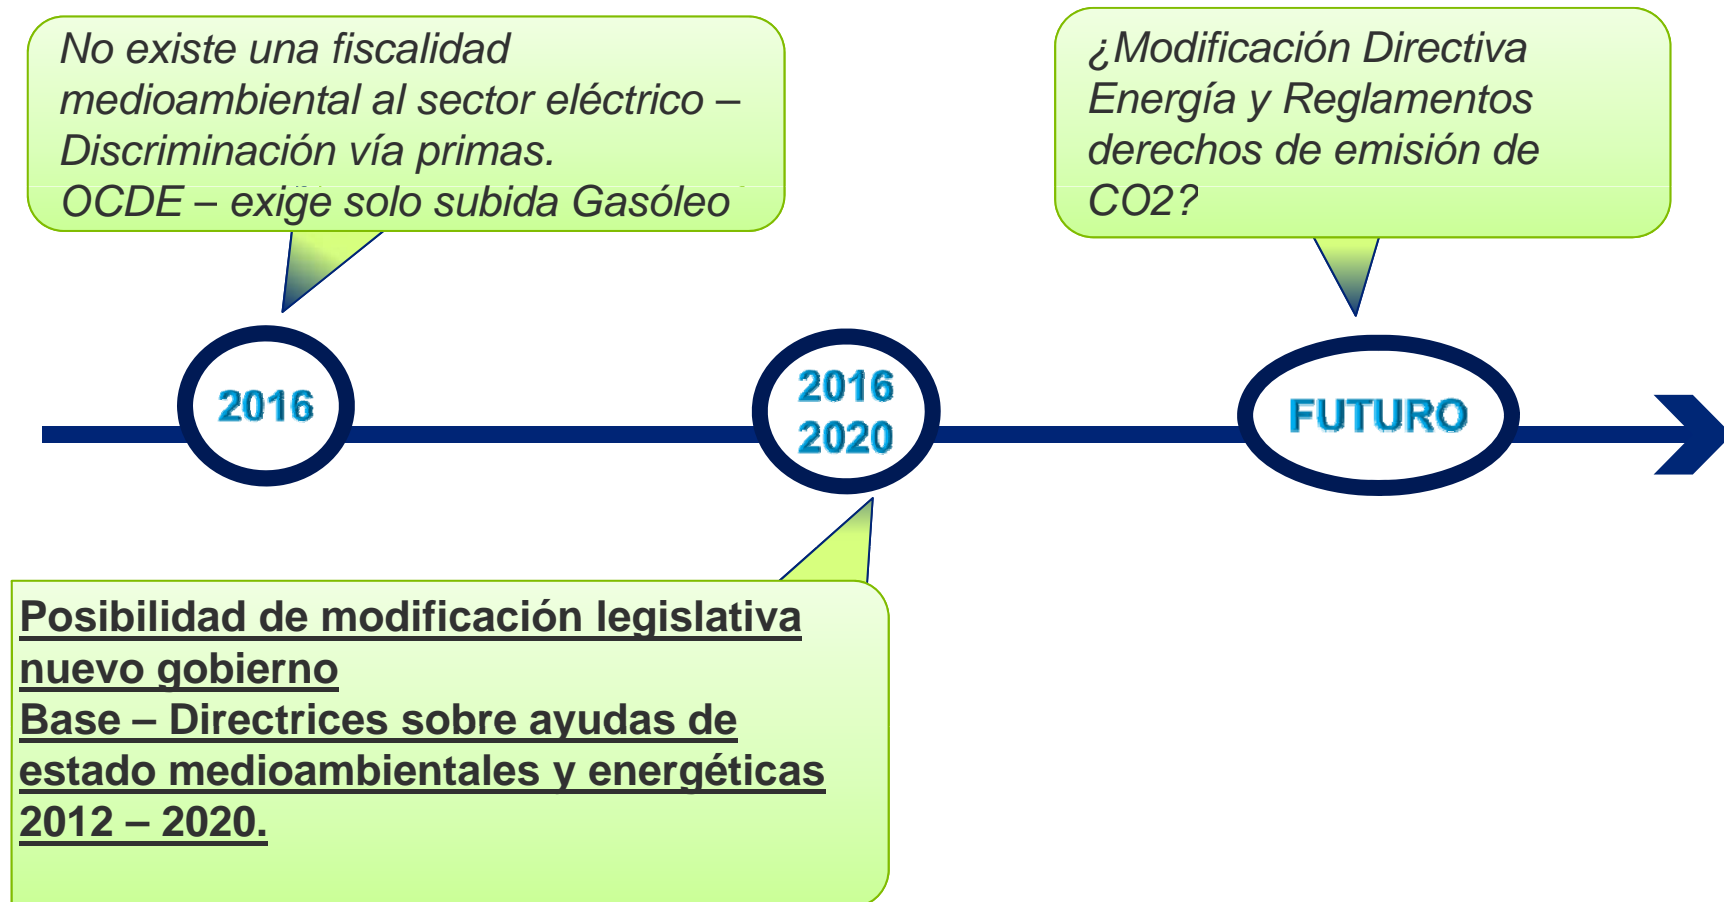 No existe una fiscalidad
medioambiental al sector eléctrico –
Discriminación vía primas.
OCDE – exige solo subida Gasóleo
¿Modificación Directiva
Energía y Reglamentos
derechos de emisión de
CO2?
2016
2016
2020
FUTURO
Posibilidad de modificación legislativa
nuevo gobierno
Base – Directrices sobre ayudas de
estado medioambientales y energéticas
2012 – 2020.